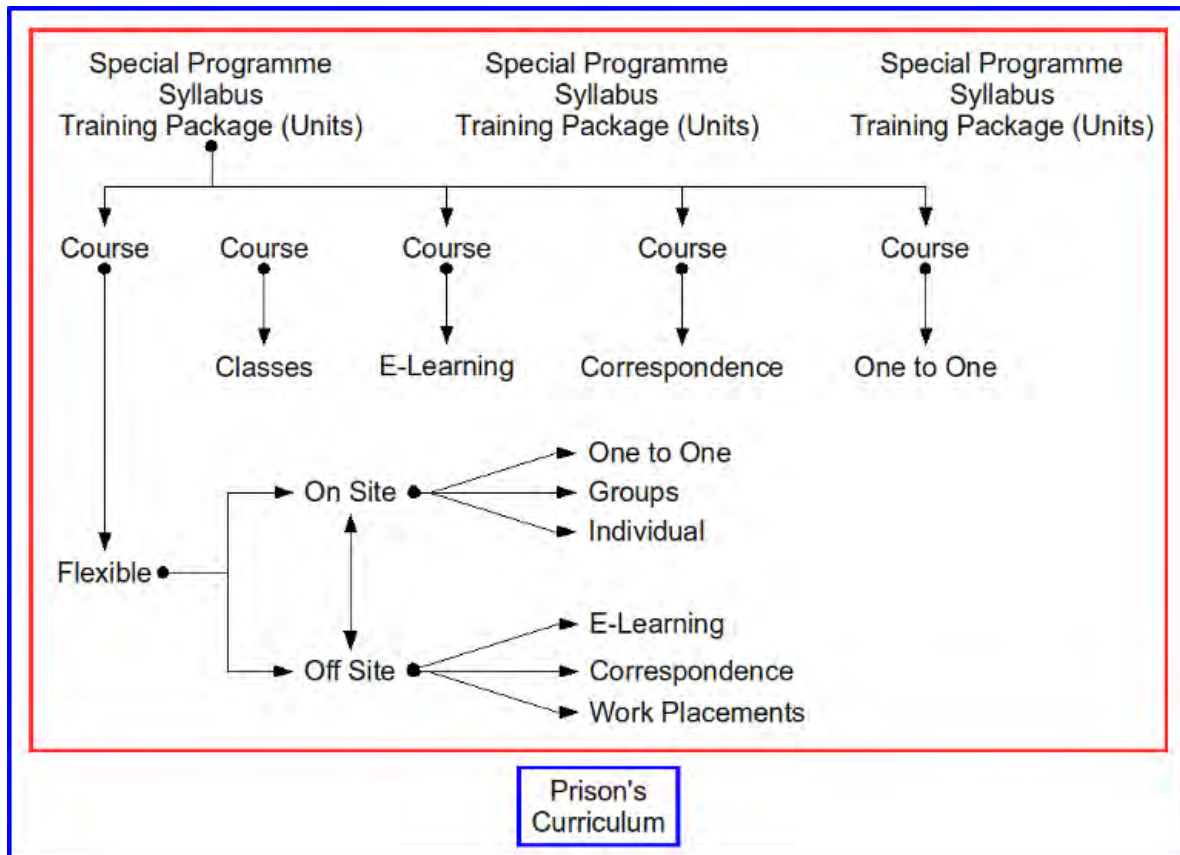 Special Programme
Syllabus
Training Package (Units)
Special Programme
Syllabus
Training Package (Units)
Special Programme
Syllabus
Training Package (Units)
Course
Course
Course
Course
Course
Classes
E-Learning
Correspondence
One to One
One to One
On Site
Groups
Individual
Flexible
E-Learning
Off Site
Correspondence
Work Placements
Prison's
Curriculum